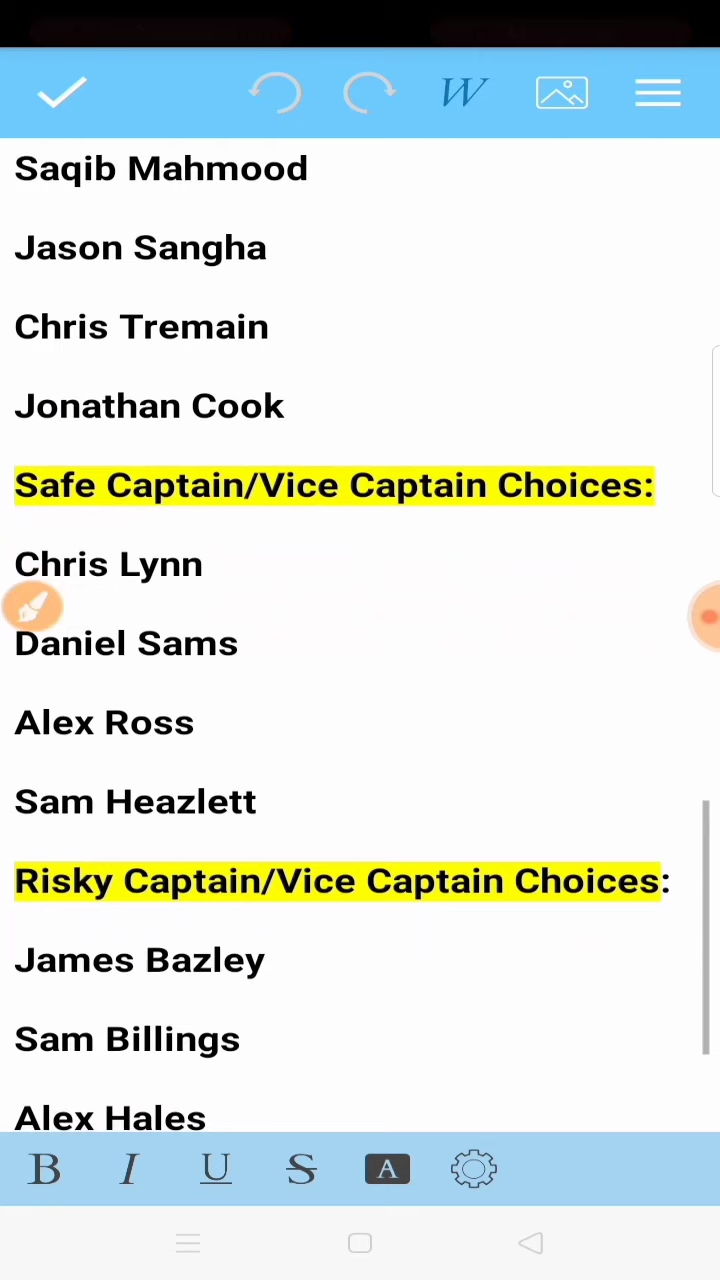 W
Saqib Mahmood
Jason Sangha
Chris Tremain
Jonathan Cook
Safe Captain/Vice Captain Choices:
Chris Lynn
Daniel Sams
Alex Ross
Sam Heazlett
Risky Captain/Vice Captain Choices:
James Bazley
Sam Billings
Alex Hales
B I U S A